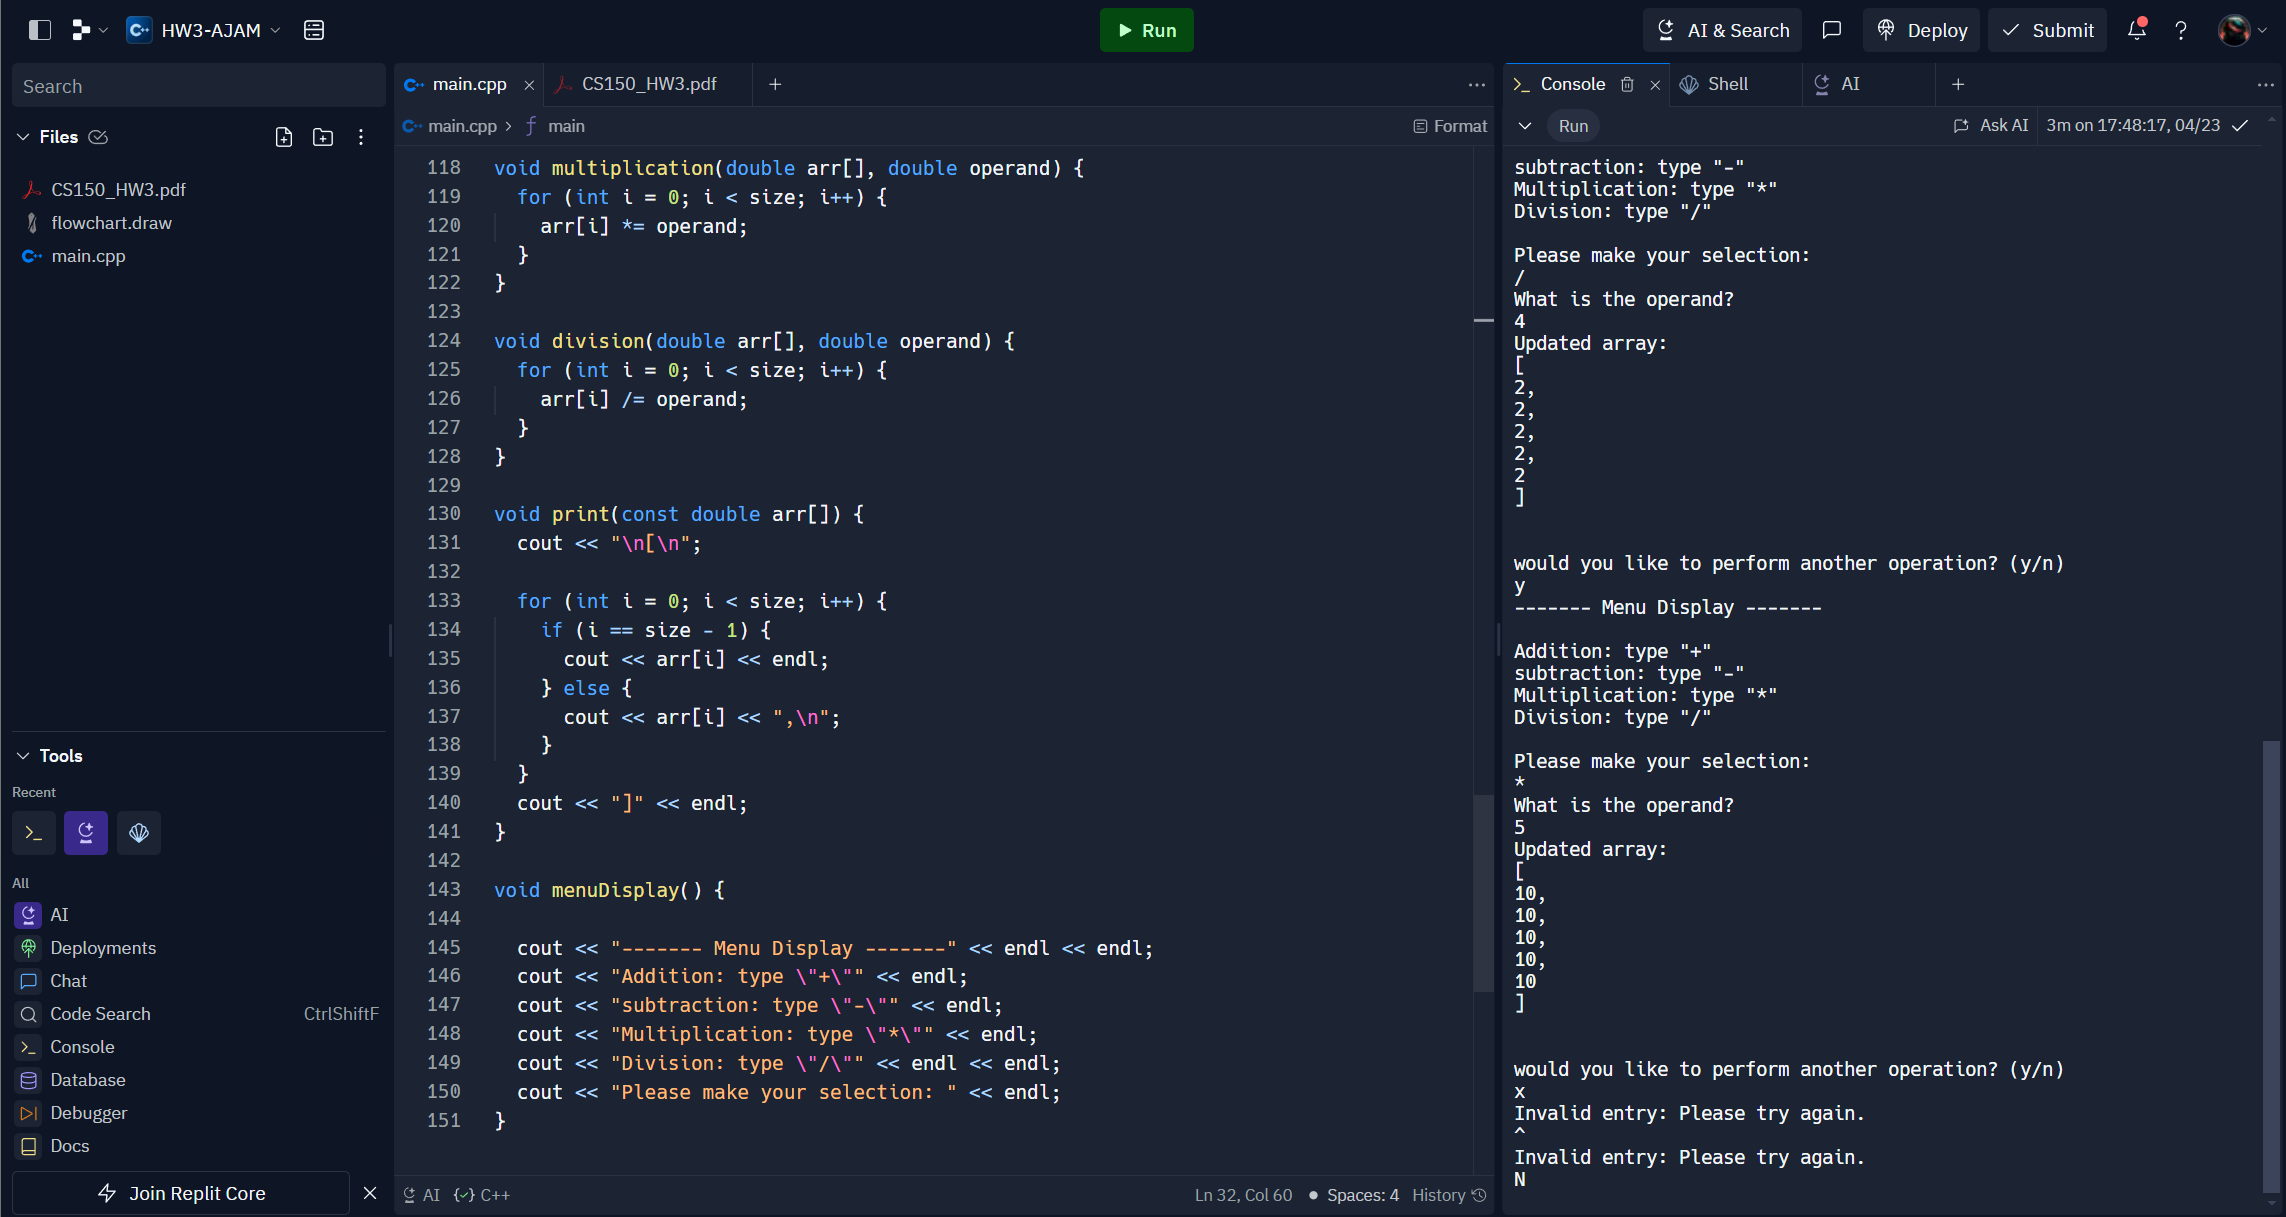 HW3-AJAM
Run
AI & Search
Deploy
Submit
Search
Files
CS150_HW3.pdf
flowchart.draw
main.cpp
Tools
Recent
All
AI
Deployments
Chat
Code Search CtrlShiftF
Console
Database
Debugger
Docs
Join Replit Core
main.cpp
CS150_HW3.pdf
main.cpp > ƒ main
Format
118 void multiplication(double arr[], double operand) {
119   for (int i = 0; i < size; i++) {
120     arr[i] *= operand;
121   }
122 }
123
124 void division(double arr[], double operand) {
125   for (int i = 0; i < size; i++) {
126     arr[i] /= operand;
127   }
128 }
129
130 void print(const double arr[]) {
131   cout << "\n[\n";
132
133   for (int i = 0; i < size; i++) {
134     if (i == size - 1) {
135       cout << arr[i] << endl;
136     } else {
137       cout << arr[i] << ",\n";
138     }
139   }
140   cout << "]" << endl;
141 }
142
143 void menuDisplay() {
144
145   cout << "------- Menu Display -------" << endl << endl;
146   cout << "Addition: type \"+\"" << endl;
147   cout << "subtraction: type \"-\"" << endl;
148   cout << "Multiplication: type \"*\"" << endl;
149   cout << "Division: type \"/\"" << endl << endl;
150   cout << "Please make your selection: " << endl;
151 }
AI {✓} C++
Ln 32, Col 60 • Spaces: 4 History
Console
Shell
AI
Run
Ask AI
3m on 17:48:17, 04/23
subtraction: type "-"
Multiplication: type "*"
Division: type "/"
Please make your selection:
/
What is the operand?
4
Updated array:
[
2,
2,
2,
2,
2
]
would you like to perform another operation? (y/n)
y
------- Menu Display -------
Addition: type "+"
subtraction: type "-"
Multiplication: type "*"
Division: type "/"
Please make your selection:
*
What is the operand?
5
Updated array:
[
10,
10,
10,
10,
10
]
would you like to perform another operation? (y/n)
x
Invalid entry: Please try again.
^
Invalid entry: Please try again.
N